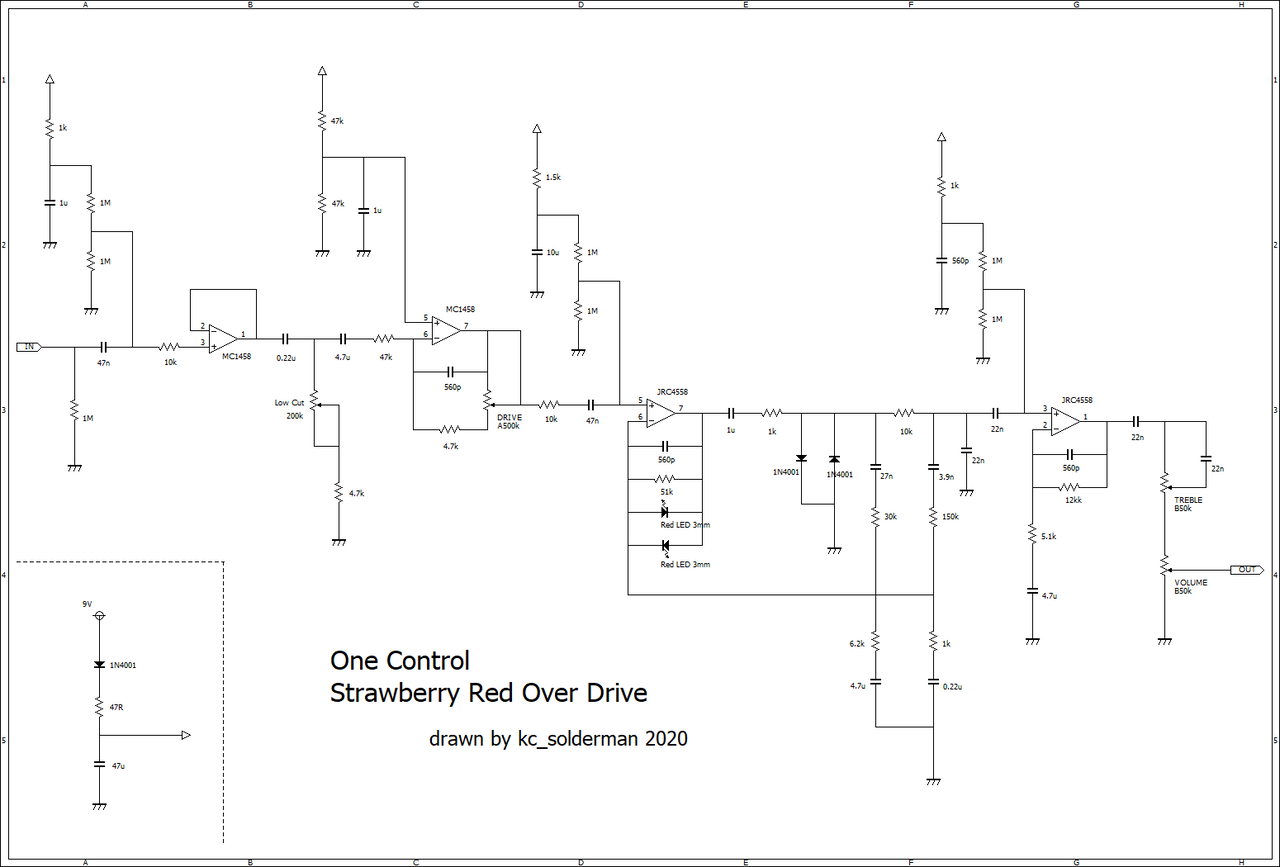 A B C D E F G H
1 1
1k
47k
1.5k
1k
1u
1M
47k
1u
2 2
1M
10u
1M
560p
1M
1M
1M
MC1458
5
7
6
2
1
3
MC1458
IN
47n
10k
0.22u
4.7u
47k
560p
JRC4558
5
7
6
JRC4558
3
1
2
Low Cut
200k
DRIVE
A500k
10k
47n
1M
3 3
4.7k
1u
1k
10k
22n
22n
560p
51k
1N4001
1N4001
27n
3.9n
22n
560p
12kk
22n
TREBLE
B50k
4.7k
Red LED 3mm
30k
150k
5.1k
Red LED 3mm
4 4
OUT
VOLUME
B50k
4.7u
9V
6.2k
1k
1N4001
4.7u
0.22u
47R
One Control
Strawberry Red Over Drive
drawn by kc_solderman 2020
5 5
47u
A B C D E F G H